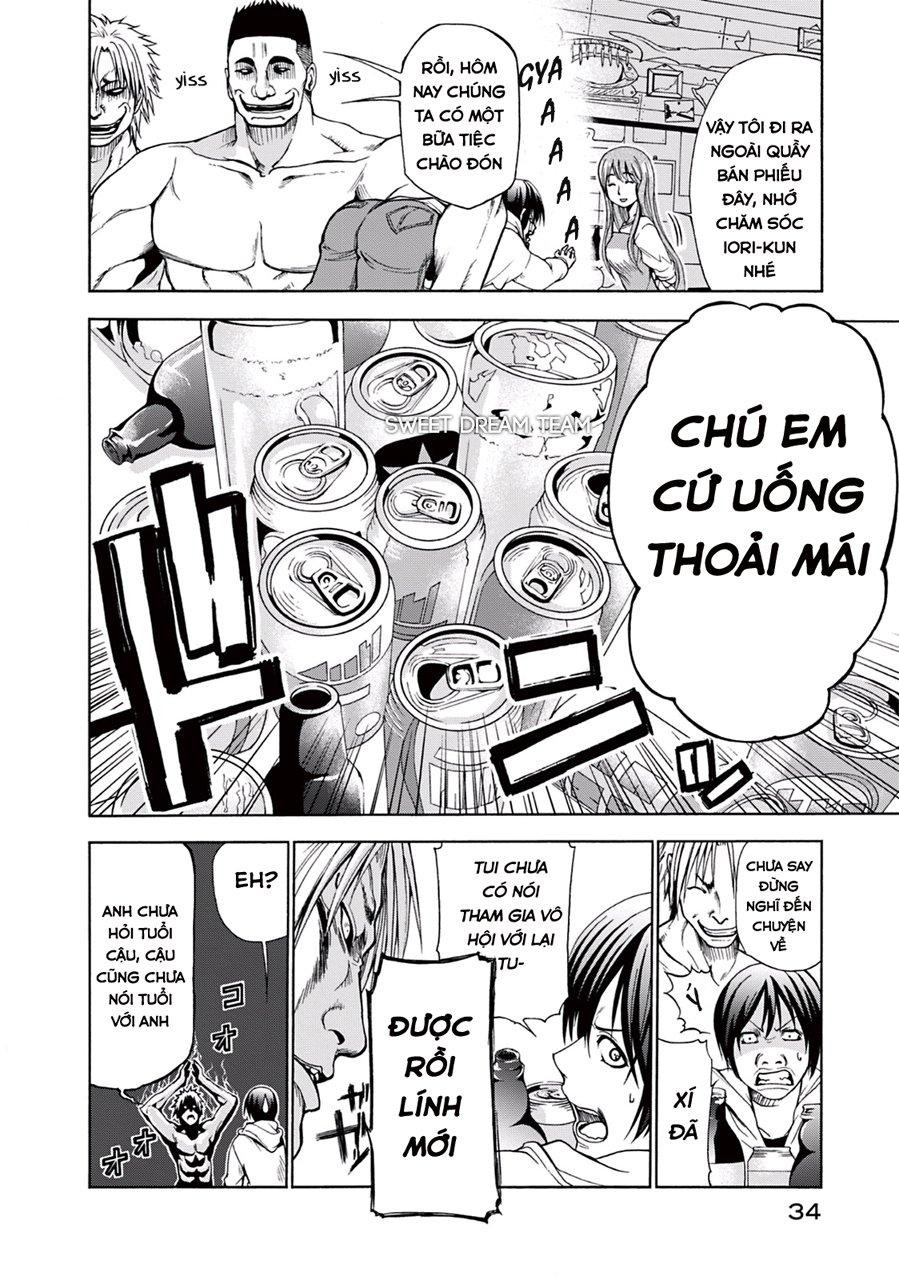 VẬY TÔI ĐI RA
NGOÀI QUẦY
BÁN PHIẾU
ĐÂY, NHỚ
CHĂM SÓC
IORI-KUN
NHÉ
GYA
A
A
A
A
RỒI, HÔM
NAY CHÚNG
TA CÓ MỘT
BỮA TIỆC
CHÀO ĐÓN
yiss
yiss
CHÚ EM
CỨ UỐNG
THOẢI MÁI
SWEET DREAM TEAM
CHƯA SAY
ĐỪNG
NGHĨ ĐẾN
CHUYỆN
VỀ
XÍ
ĐÃ
TUI CHƯA
CÓ NÓI
THAM GIA VÔ
HỘI VỚI LẠI
TU-
ĐƯỢC
RỒI
LÍNH
MỚI
EH?
ANH CHƯA
HỎI TUỔI
CẬU, CẬU
CŨNG CHƯA
NÓI TUỔI
VỚI ANH
ゴ
オ
オ
オ
34